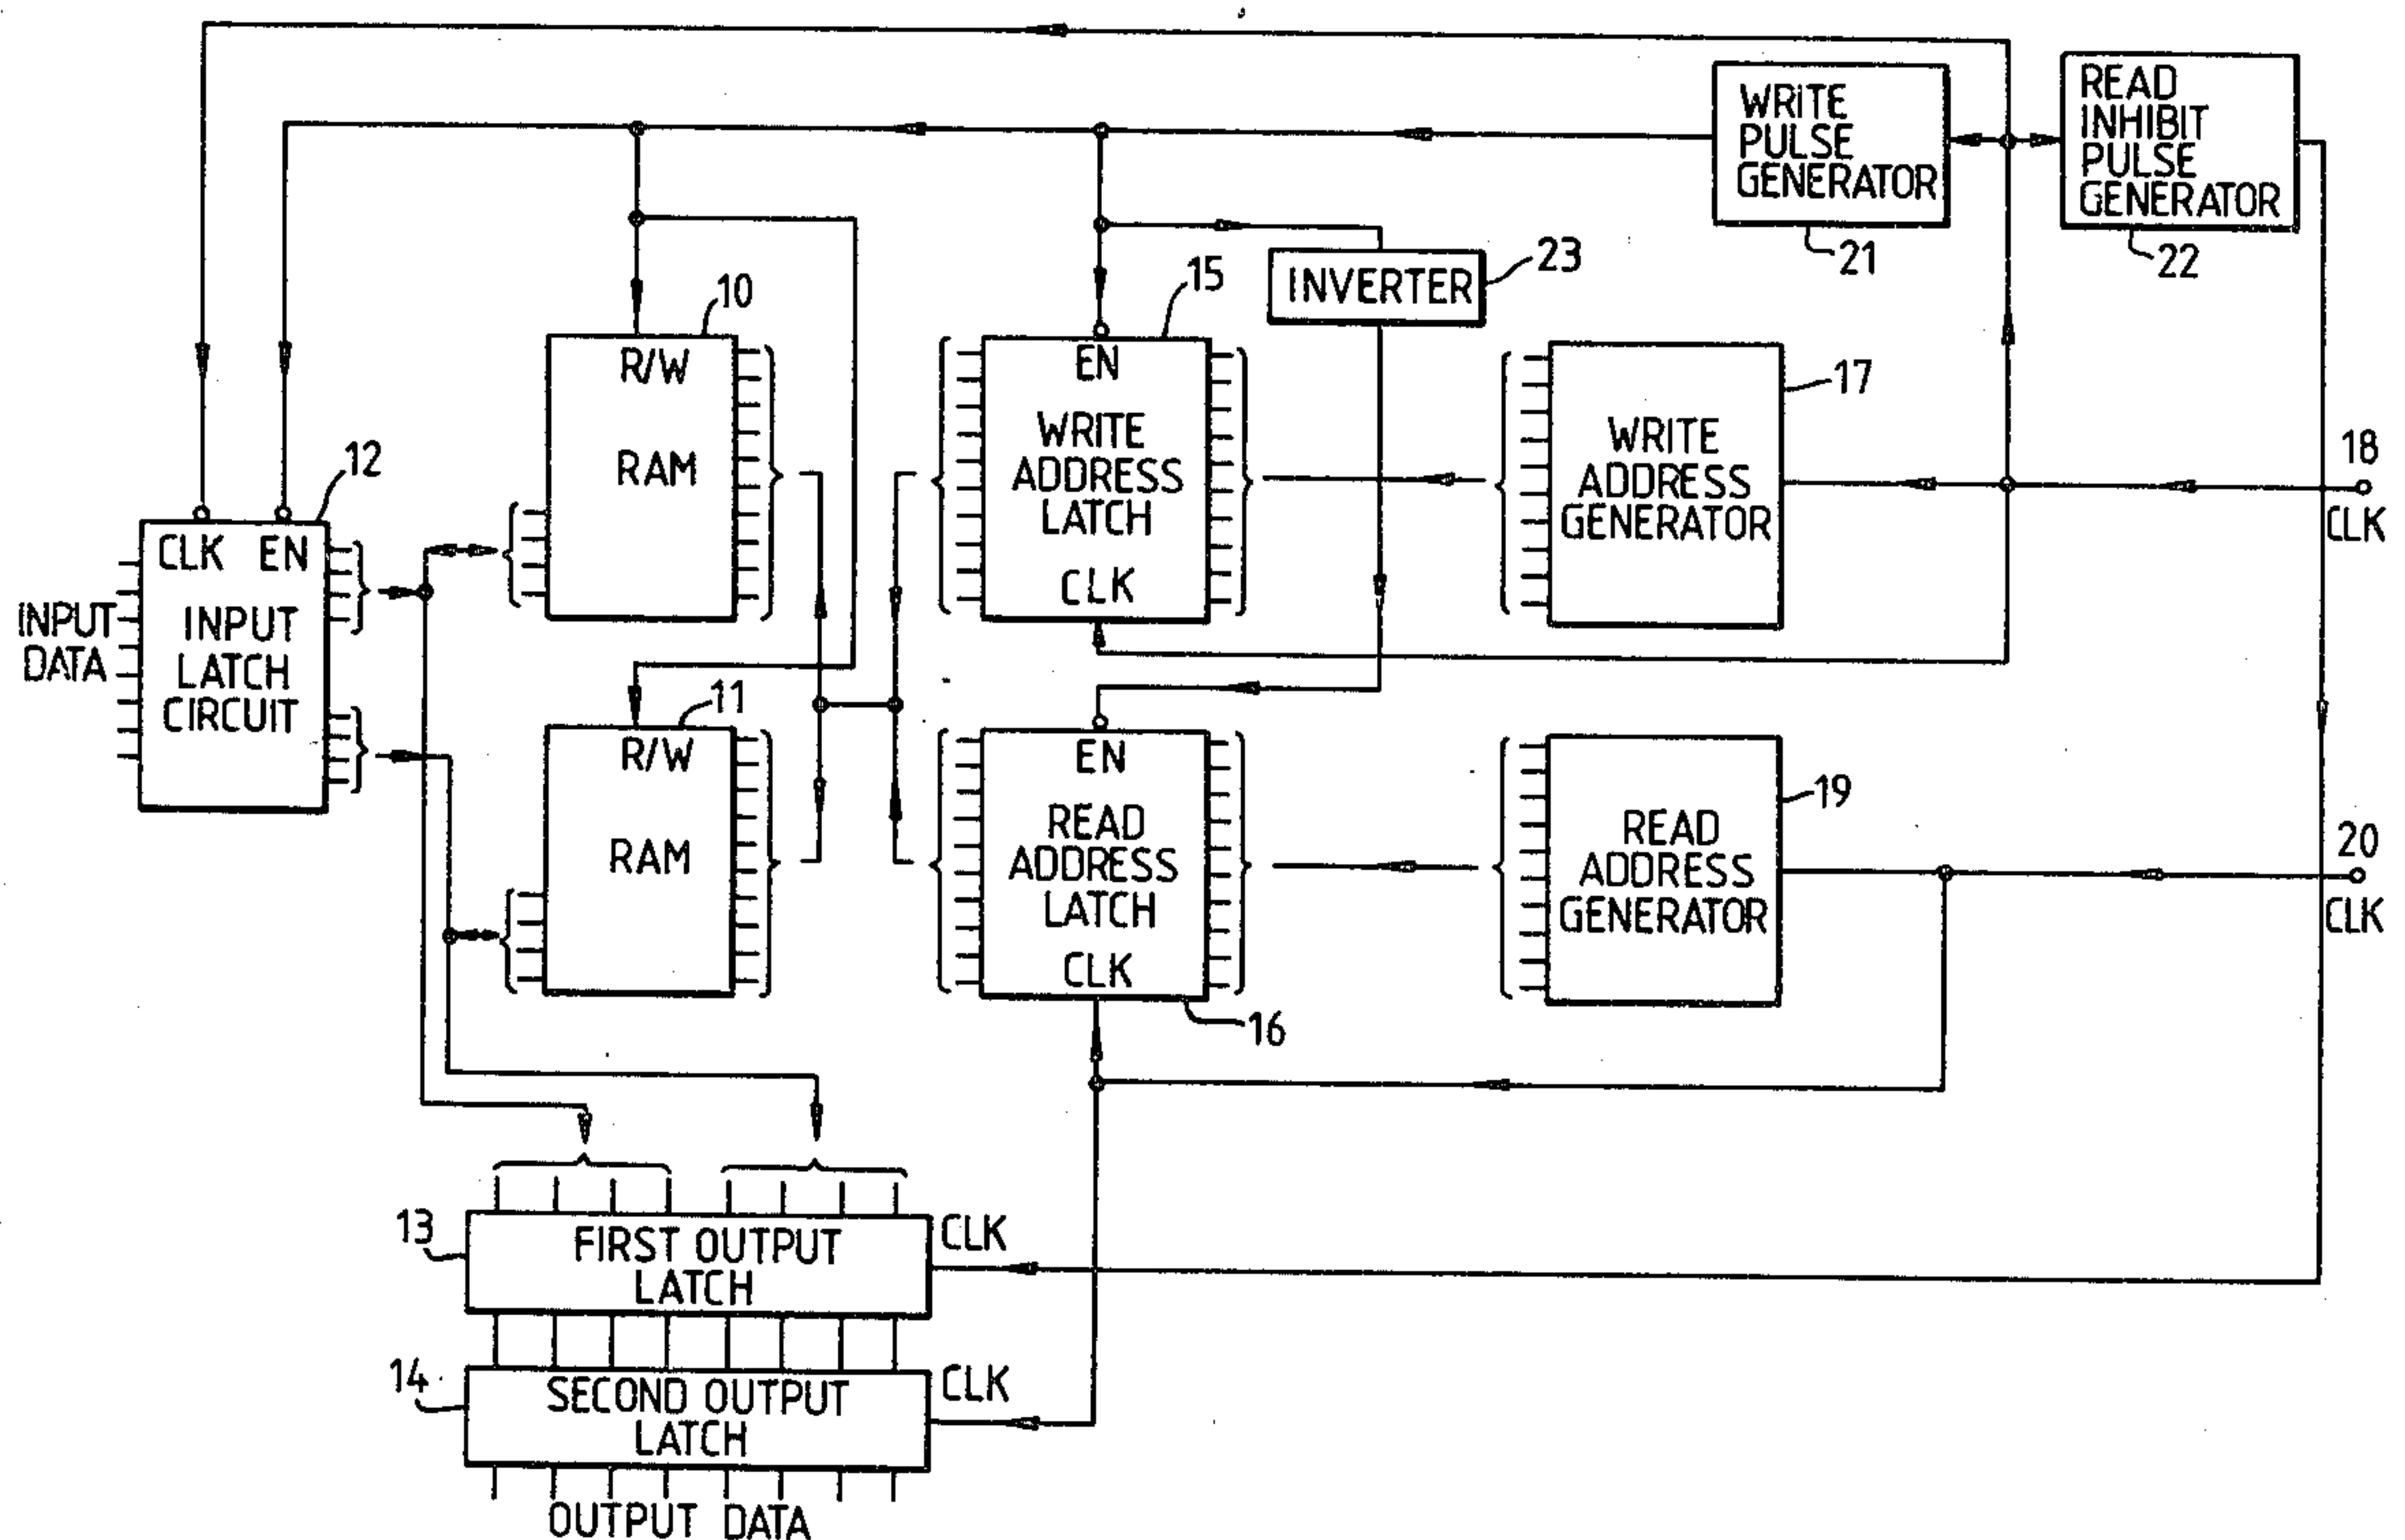 WRITE
PULSE
GENERATOR
21
READ
INHIBIT
PULSE
GENERATOR
22
INVERTER
23
10
R/W
RAM
15
EN
WRITE
ADDRESS
LATCH
CLK
17
WRITE
ADDRESS
GENERATOR
18
CLK
12
CLK EN
INPUT
LATCH
CIRCUIT
INPUT
DATA
11
R/W
RAM
EN
READ
ADDRESS
LATCH
CLK
16
19
READ
ADDRESS
GENERATOR
20
CLK
13
FIRST OUTPUT
LATCH
CLK
14
SECOND OUTPUT
LATCH
CLK
OUTPUT DATA